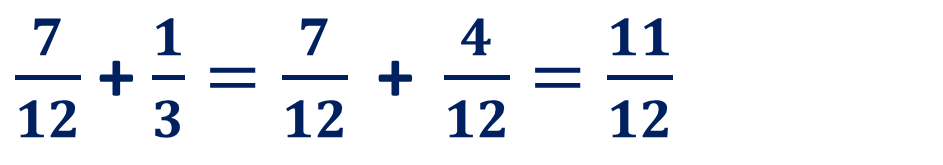 7/12 + 1/3 = 7/12 + 4/12 = 11/12